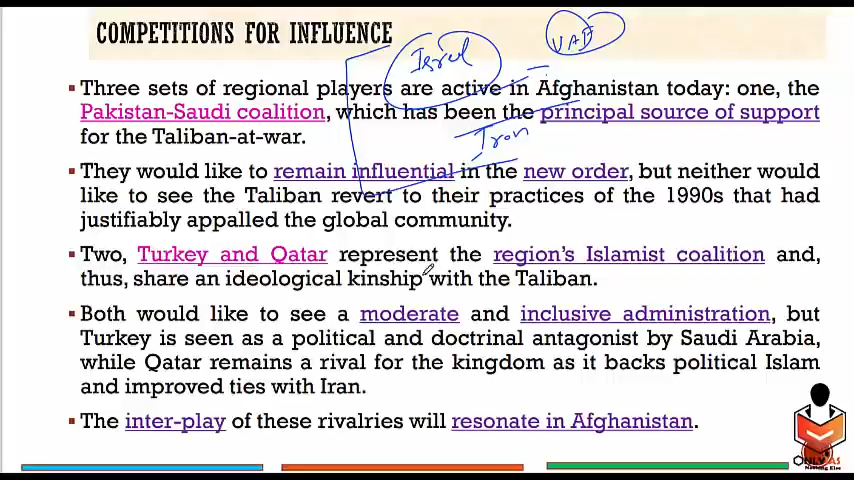 COMPETITIONS FOR INFLUENCE
UAE
Isrel
▪ Three sets of regional players are active in Afghanistan today: one, the
Pakistan-Saudi coalition, which has been the principal source of support
for the Taliban-at-war.
Iron
▪ They would like to remain influential in the new order, but neither would
like to see the Taliban revert to their practices of the 1990s that had
justifiably appalled the global community.
▪ Two, Turkey and Qatar represent the region's Islamist coalition and,
thus, share an ideological kinship with the Taliban.
▪ Both would like to see a moderate and inclusive administration, but
Turkey is seen as a political and doctrinal antagonist by Saudi Arabia,
while Qatar remains a rival for the kingdom as it backs political Islam
and improved ties with Iran.
▪ The inter-play of these rivalries will resonate in Afghanistan.
ONLYIAS
Nothing Else